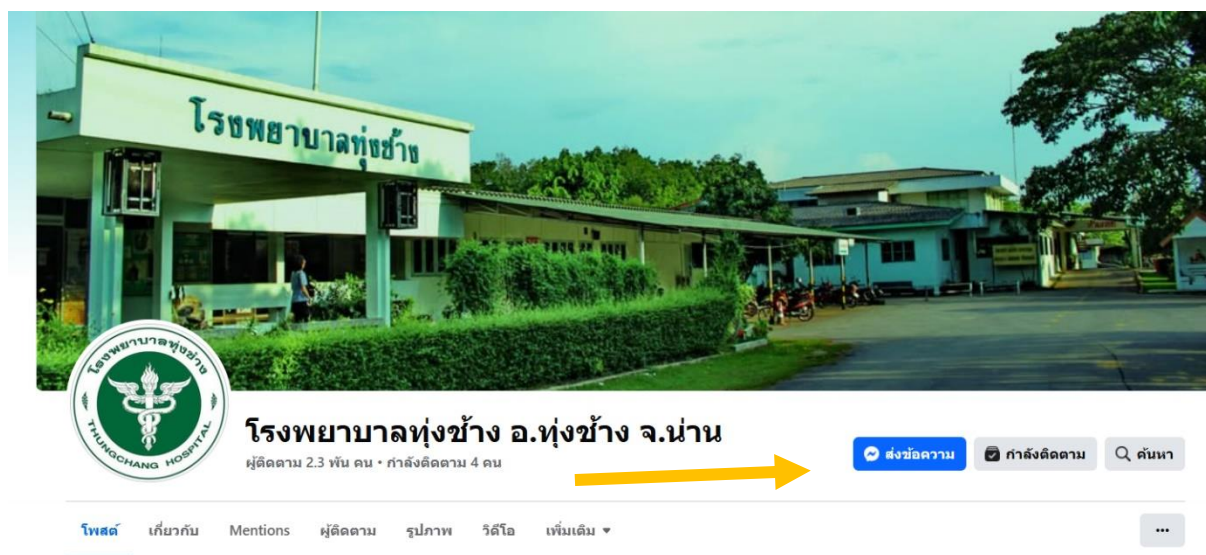 โรงพยาบาลทุ่งช้าง
โรงพยาบาลทุ่งช้าง
THUNGCHANG HOSPITAL
โรงพยาบาลทุ่งช้าง อ.ทุ่งช้าง จ.น่าน
ผู้ติดตาม 2.3 พัน คน • กำลังติดตาม 4 คน
ส่งข้อความ กำลังติดตาม ค้นหา
โพสต์ เกี่ยวกับ Mentions ผู้ติดตาม รูปภาพ วิดีโอ เพิ่มเติม